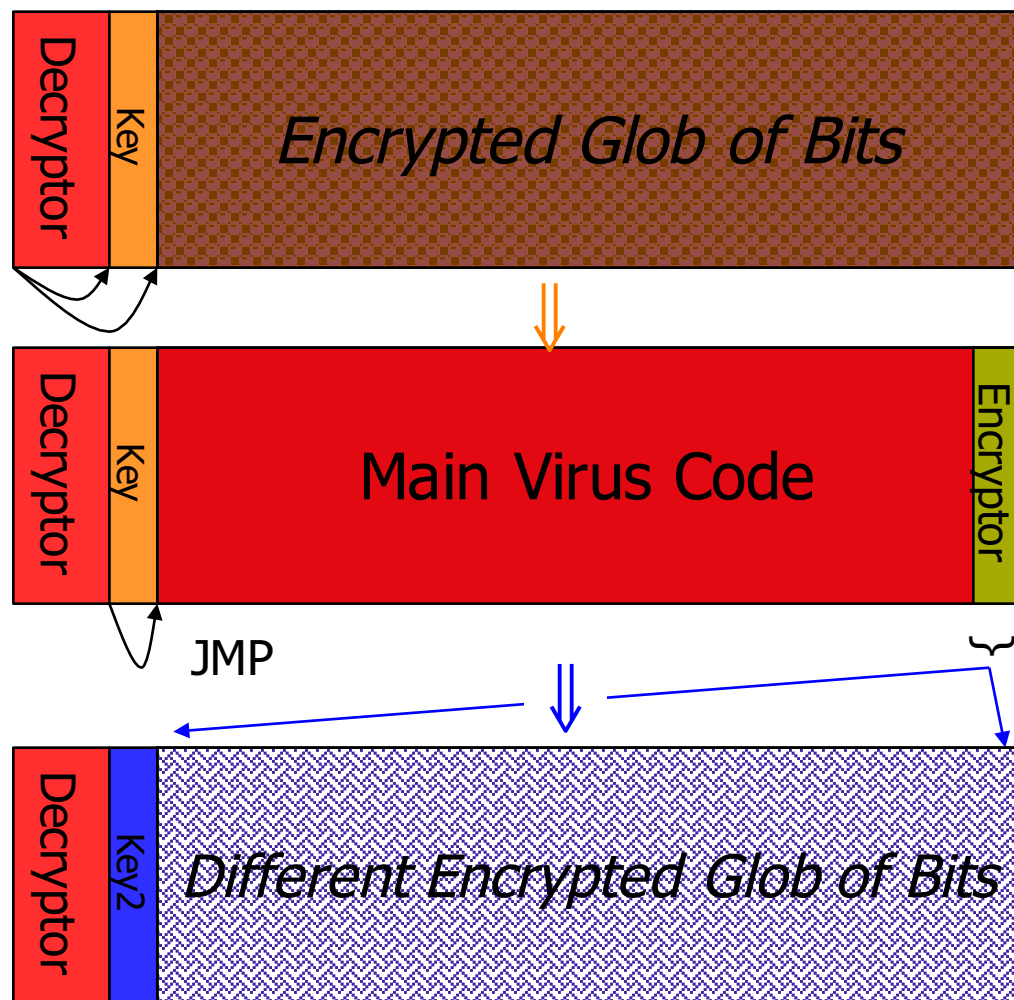 Decryptor
Key
Encrypted Glob of Bits
Decryptor
Key
Main Virus Code
Encryptor
JMP
}
Decryptor
Key2
Different Encrypted Glob of Bits